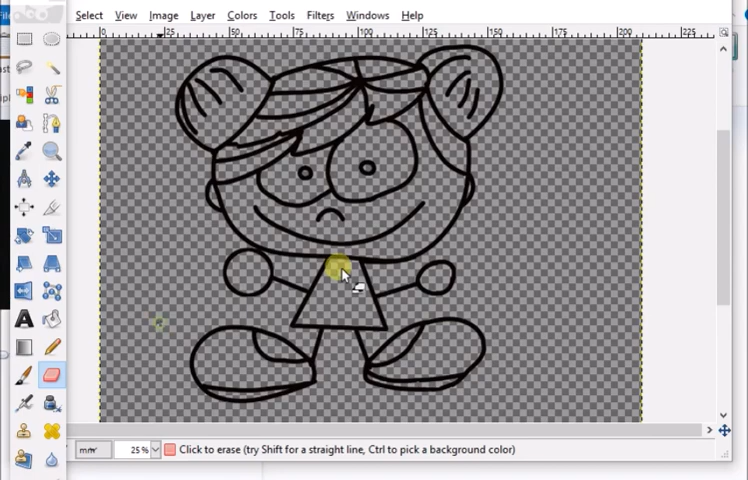 Select View Image Layer Colors Tools Filters Windows Help
0 25 50 75 100 125 150 175 200 225
mm 25 % Click to erase (try Shift for a straight line, Ctrl to pick a background color)